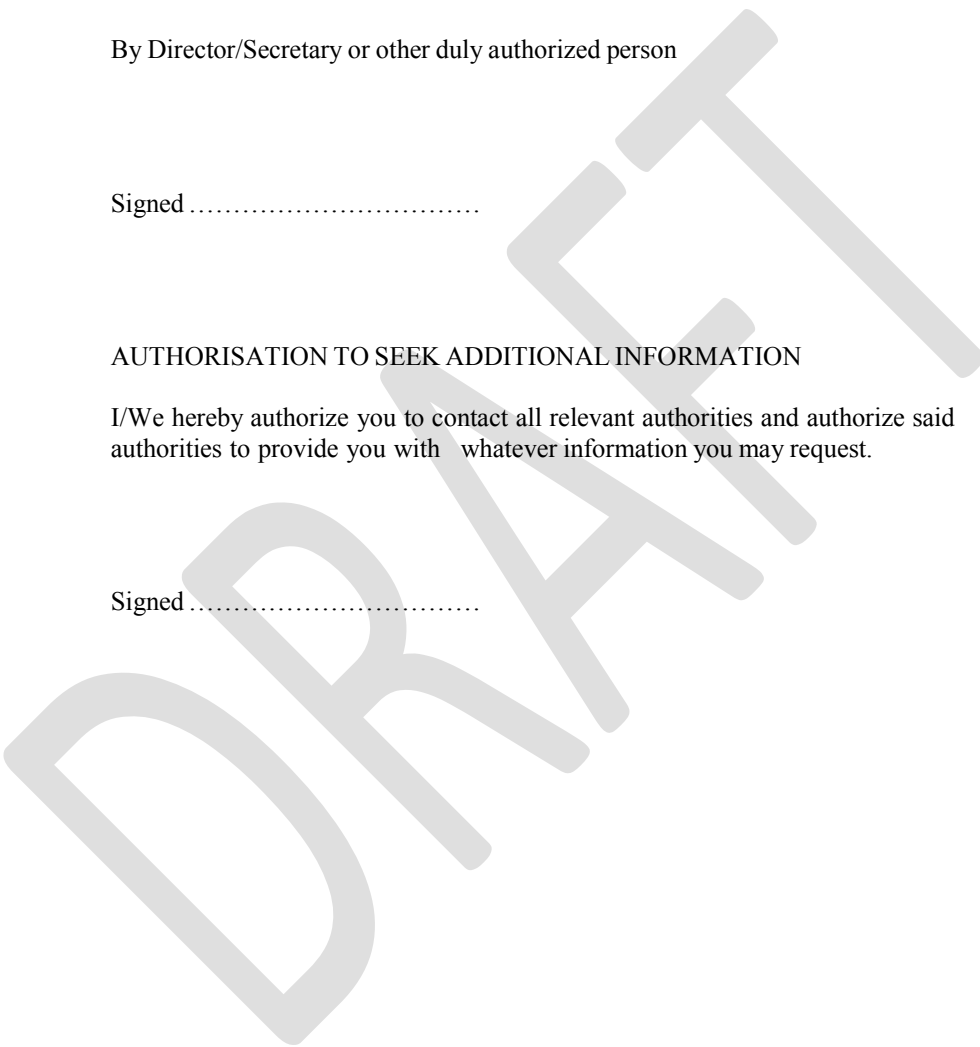 By Director/Secretary or other duly authorized person
Signed ……………………………
AUTHORISATION TO SEEK ADDITIONAL INFORMATION
I/We hereby authorize you to contact all relevant authorities and authorize said
authorities to provide you with   whatever information you may request.
Signed ……………………………
DRAFT